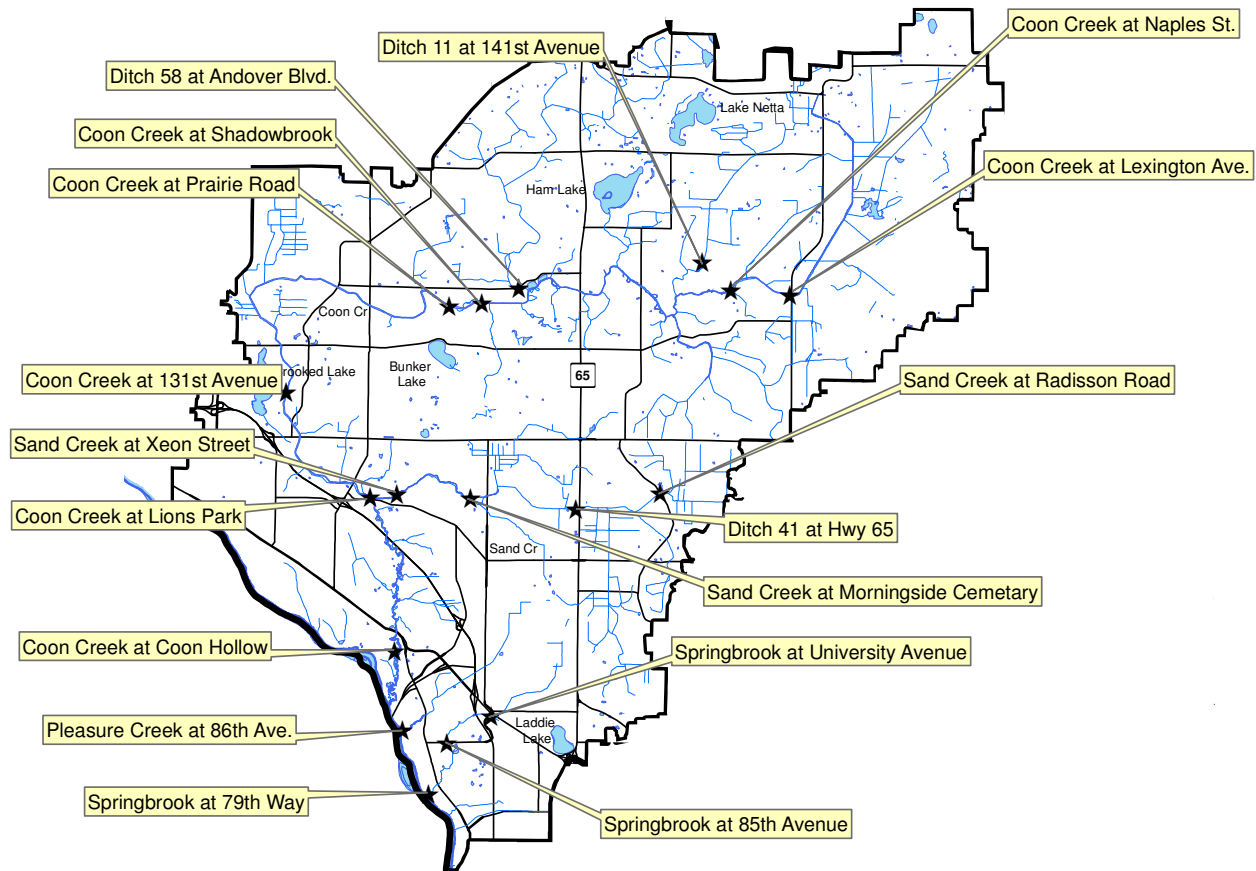 Coon Creek at Naples St.
Ditch 11 at 141st Avenue
Ditch 58 at Andover Blvd.
Lake Netta
Coon Creek at Shadowbrook
Coon Creek at Lexington Ave.
Coon Creek at Prairie Road
Ham Lake
Coon Cr
Bunker
Lake
rooked Lake
65
Coon Creek at 131st Avenue
Sand Creek at Radisson Road
Sand Creek at Xeon Street
Coon Creek at Lions Park
Ditch 41 at Hwy 65
Sand Cr
Sand Creek at Morningside Cemetary
Coon Creek at Coon Hollow
Springbrook at University Avenue
Pleasure Creek at 86th Ave.
Laddie
Lake
Springbrook at 79th Way
Springbrook at 85th Avenue